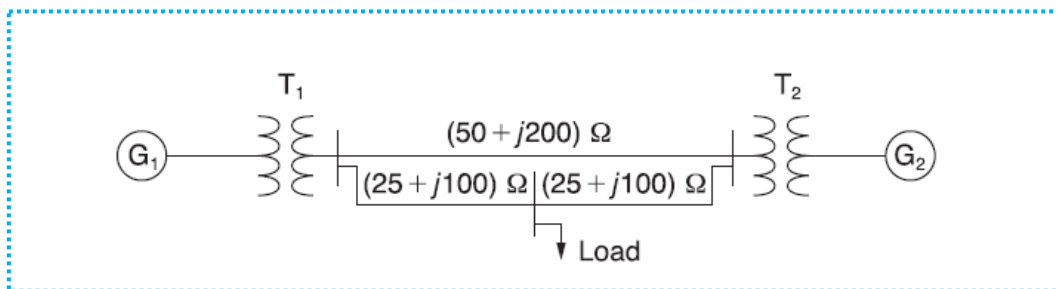 T₁ T₂
(50 + j200) Ω
G₁ G₂
(25 + j100) Ω (25 + j100) Ω
Load